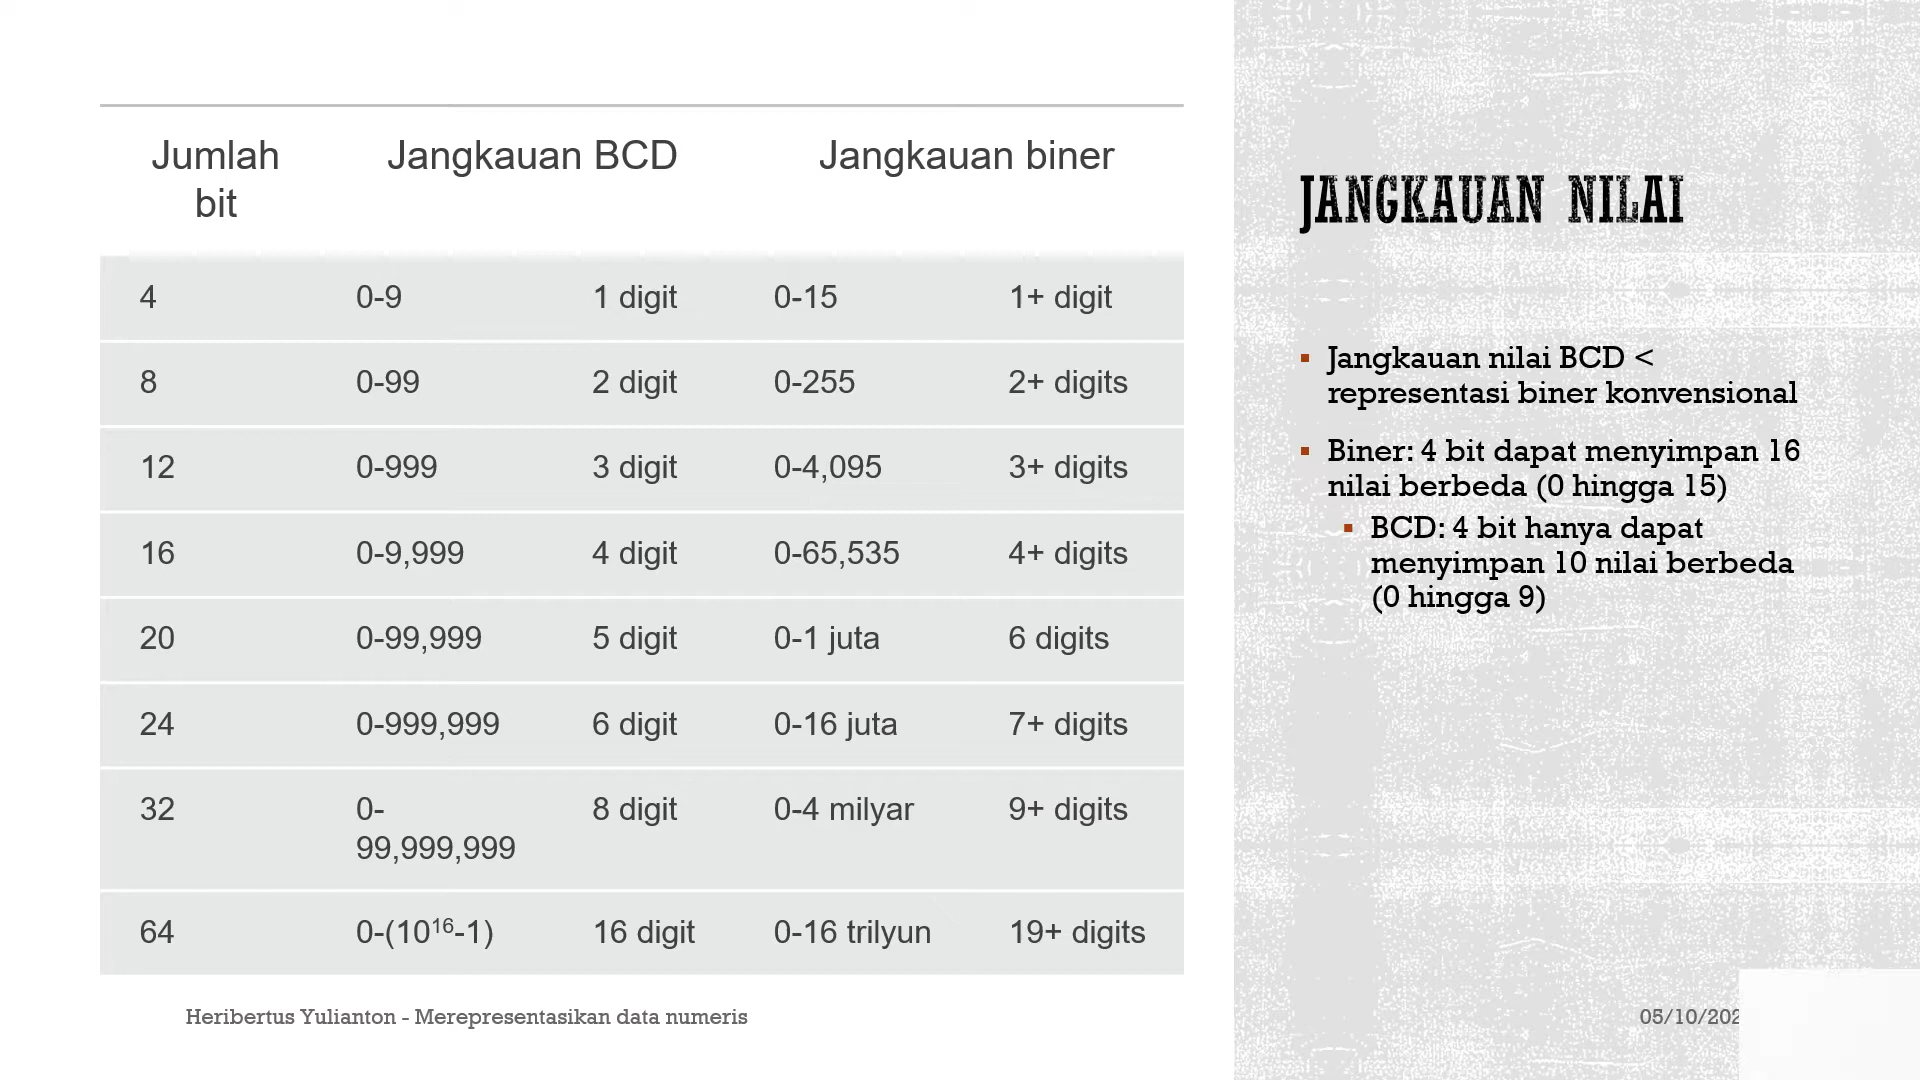 Jumlah bit	Jangkauan BCD	Jangkauan biner
4	0-9	1 digit	0-15	1+ digit
8	0-99	2 digit	0-255	2+ digits
12	0-999	3 digit	0-4,095	3+ digits
16	0-9,999	4 digit	0-65,535	4+ digits
20	0-99,999	5 digit	0-1 juta	6 digits
24	0-999,999	6 digit	0-16 juta	7+ digits
32	0-99,999,999	8 digit	0-4 milyar	9+ digits
64	0-(10¹⁶-1)	16 digit	0-16 trilyun	19+ digits
JANGKAUAN NILAI
▪ Jangkauan nilai BCD <
representasi biner konvensional
▪ Biner: 4 bit dapat menyimpan 16
nilai berbeda (0 hingga 15)
▪ BCD: 4 bit hanya dapat
menyimpan 10 nilai berbeda
(0 hingga 9)
Heribertus Yulianton - Merepresentasikan data numeris
05/10/202